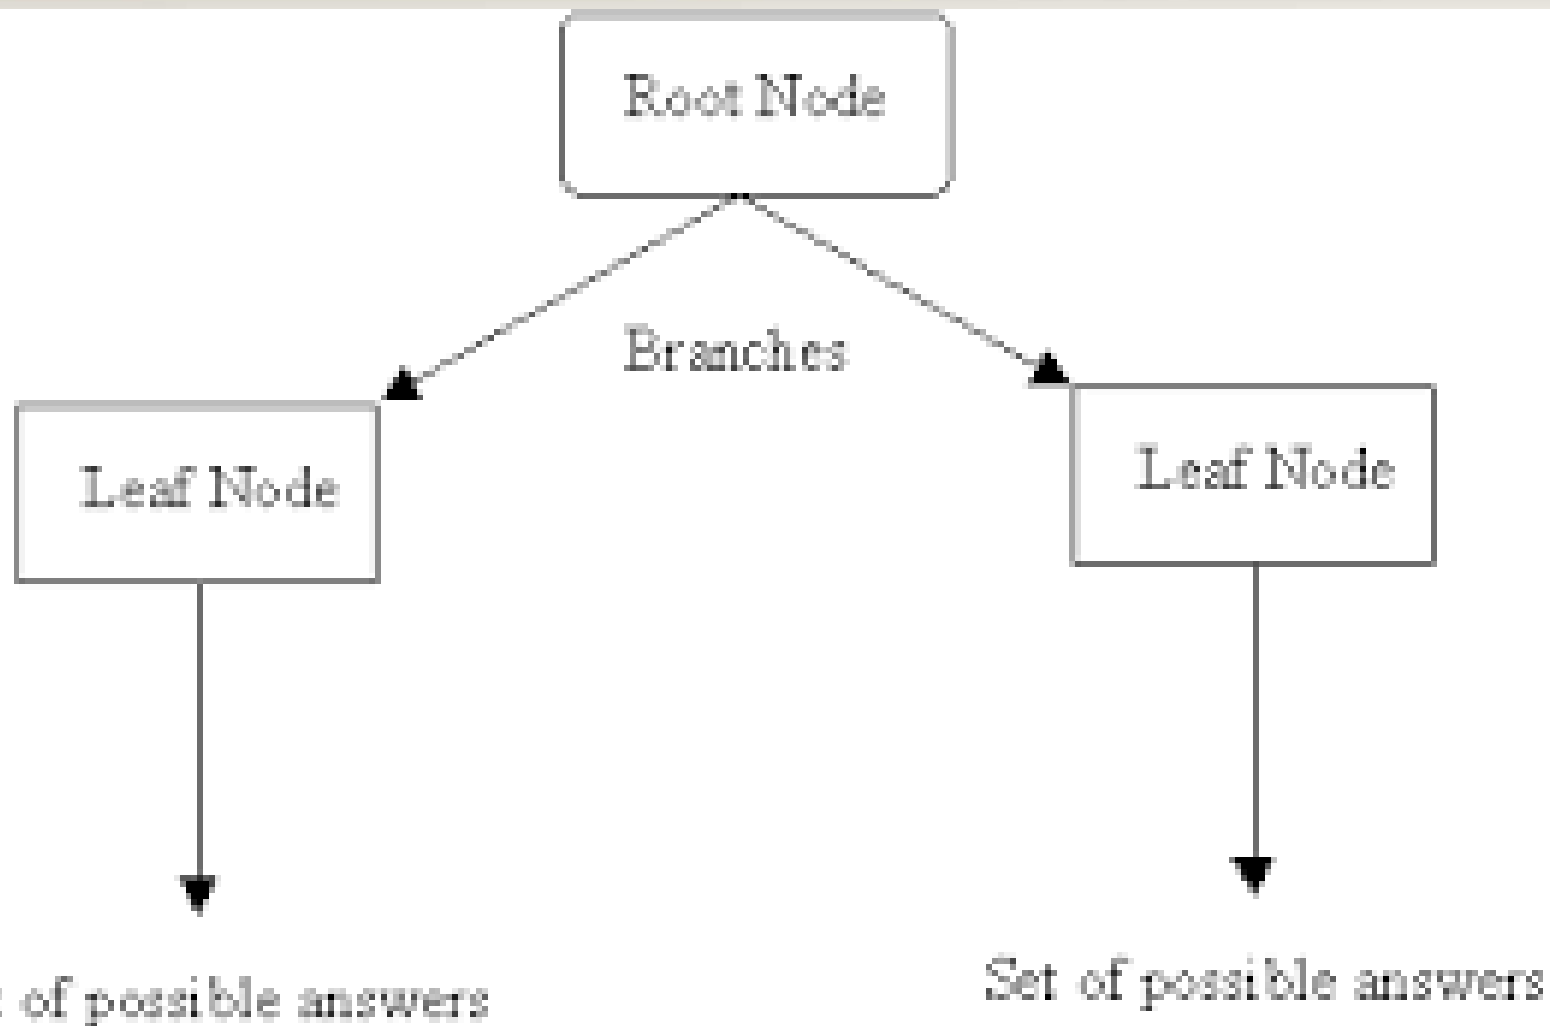 Root Node
Branches
Leaf Node
Leaf Node
of possible answers
Set of possible answers